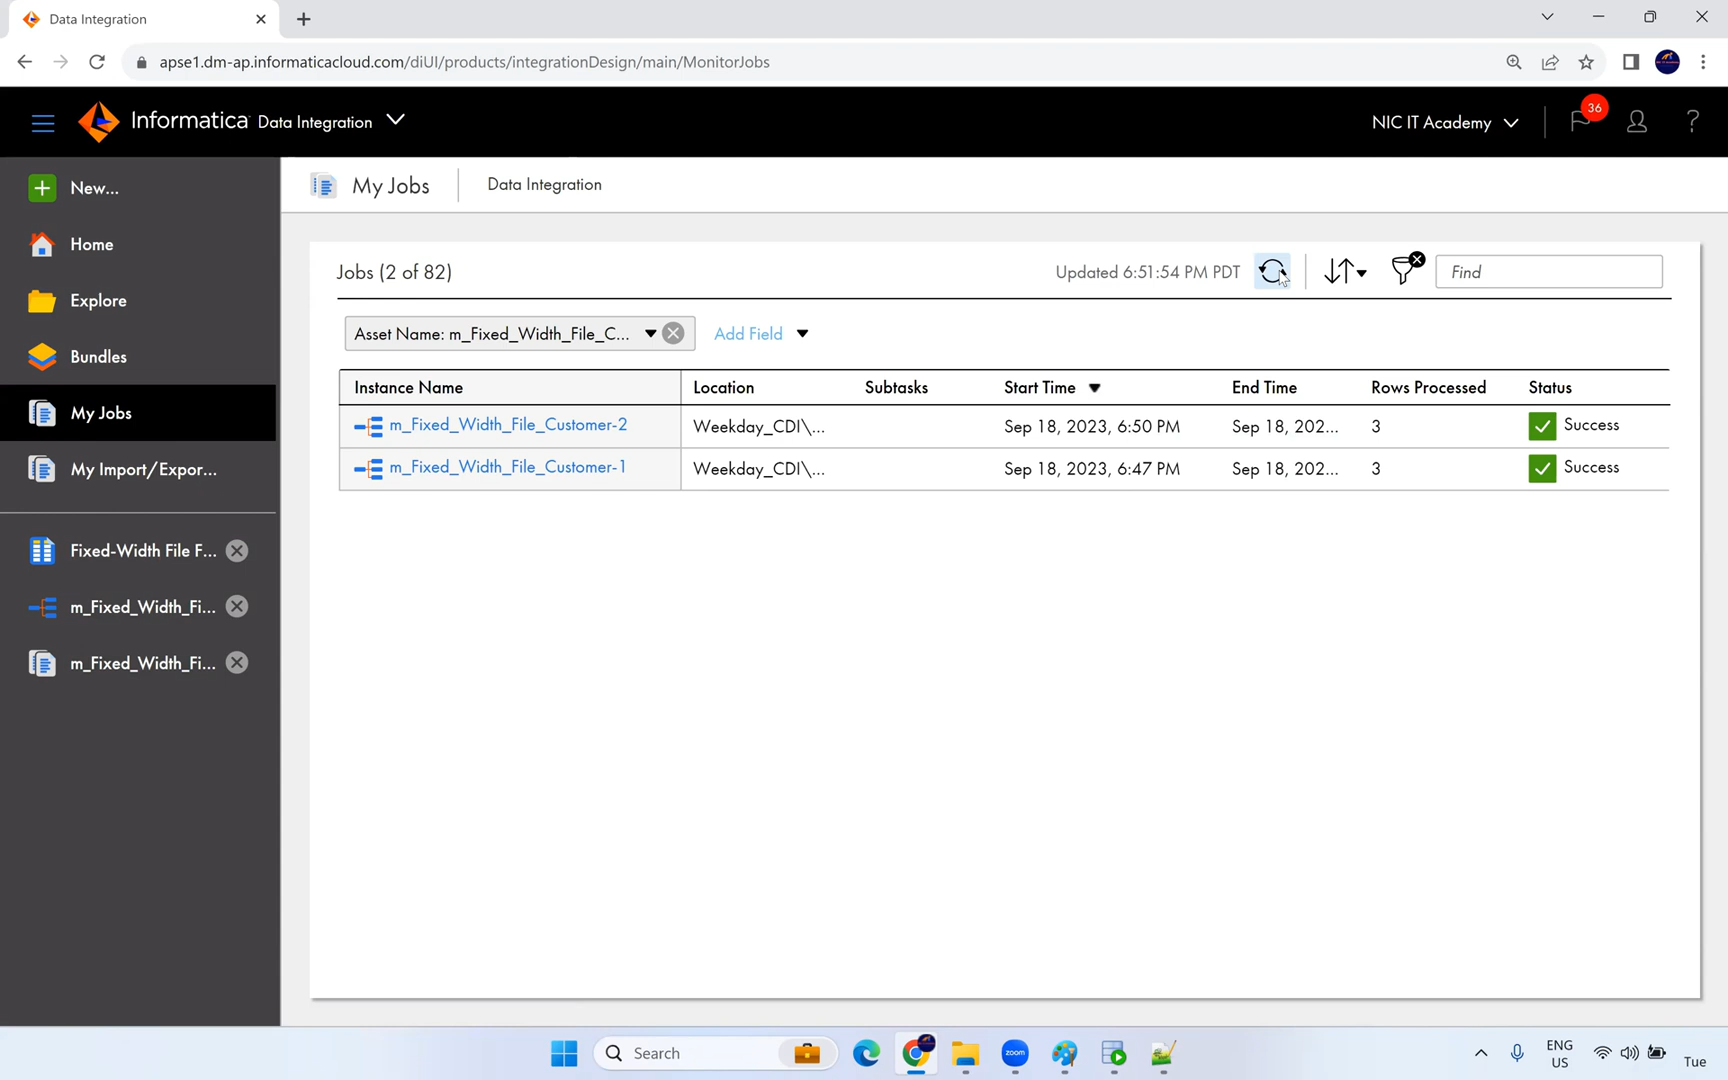 Data Integration
apse1.dm-ap.informaticacloud.com/diUI/products/integrationDesign/main/MonitorJobs
Informatica Data Integration
NIC IT Academy
36
?
New...
Home
Explore
Bundles
My Jobs
My Import/Expor...
Fixed-Width File F...
m_Fixed_Width_Fi...
m_Fixed_Width_Fi...
My Jobs
Data Integration
Jobs (2 of 82)
Updated 6:51:54 PM PDT
Find
Asset Name: m_Fixed_Width_File_C...
Add Field
Instance Name Location Subtasks Start Time End Time Rows Processed Status
m_Fixed_Width_File_Customer-2 Weekday_CDI\... Sep 18, 2023, 6:50 PM Sep 18, 202... 3 Success
m_Fixed_Width_File_Customer-1 Weekday_CDI\... Sep 18, 2023, 6:47 PM Sep 18, 202... 3 Success
Search
zoom
ENG
US
Tue